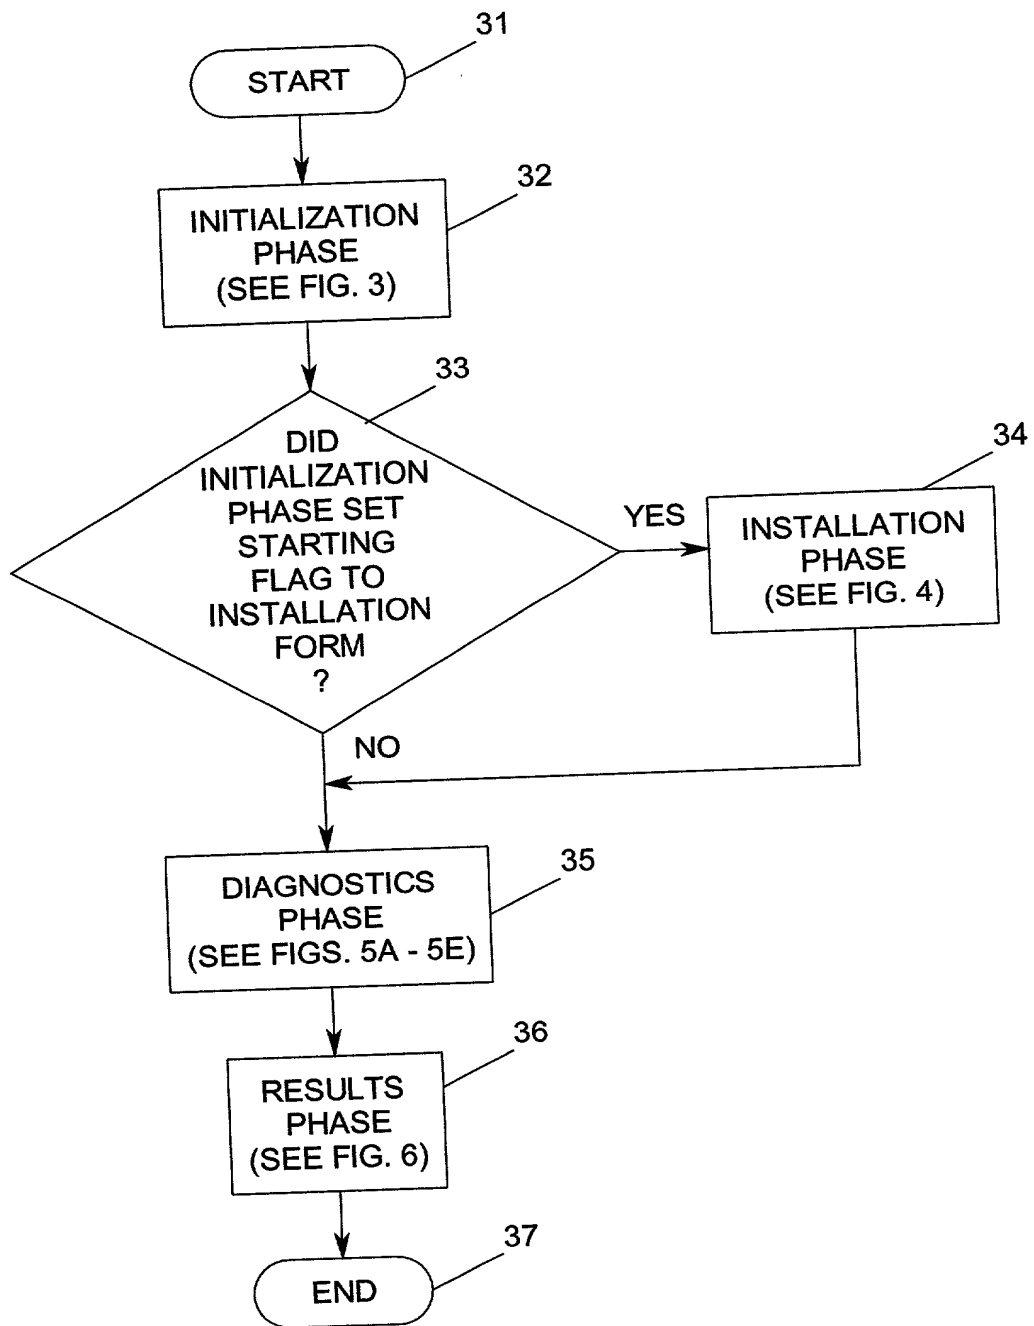 31
START
32
INITIALIZATION
PHASE
(SEE FIG. 3)
33
DID
INITIALIZATION
PHASE SET
STARTING
FLAG TO
INSTALLATION
FORM
?
YES
34
INSTALLATION
PHASE
(SEE FIG. 4)
NO
35
DIAGNOSTICS
PHASE
(SEE FIGS. 5A - 5E)
36
RESULTS
PHASE
(SEE FIG. 6)
37
END